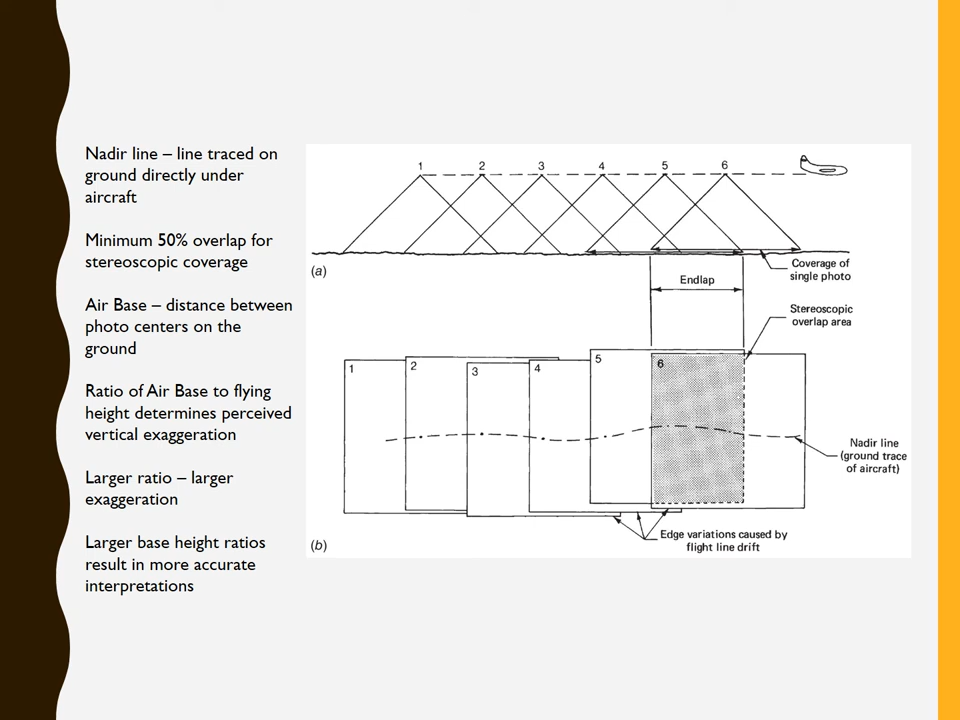 Nadir line – line traced on
ground directly under
aircraft
Minimum 50% overlap for
stereoscopic coverage
Air Base – distance between
photo centers on the
ground
Ratio of Air Base to flying
height determines perceived
vertical exaggeration
Larger ratio – larger
exaggeration
Larger base height ratios
result in more accurate
interpretations
1 2 3 4 5 6
(a)
Coverage of
single photo
Endlap
Stereoscopic
overlap area
1 2 3 4 5 6
Nadir line
(ground trace
of aircraft)
(b)
Edge variations caused by
flight line drift